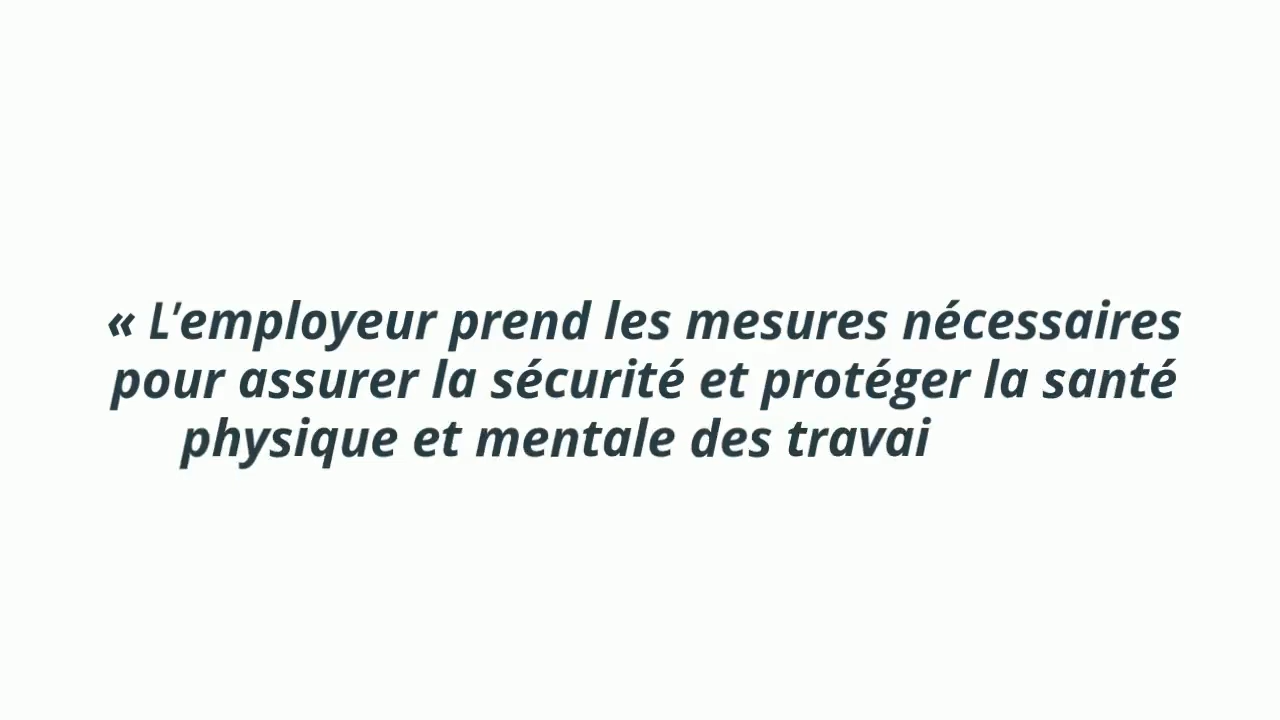 « L'employeur prend les mesures nécessaires
pour assurer la sécurité et protéger la santé
physique et mentale des travai